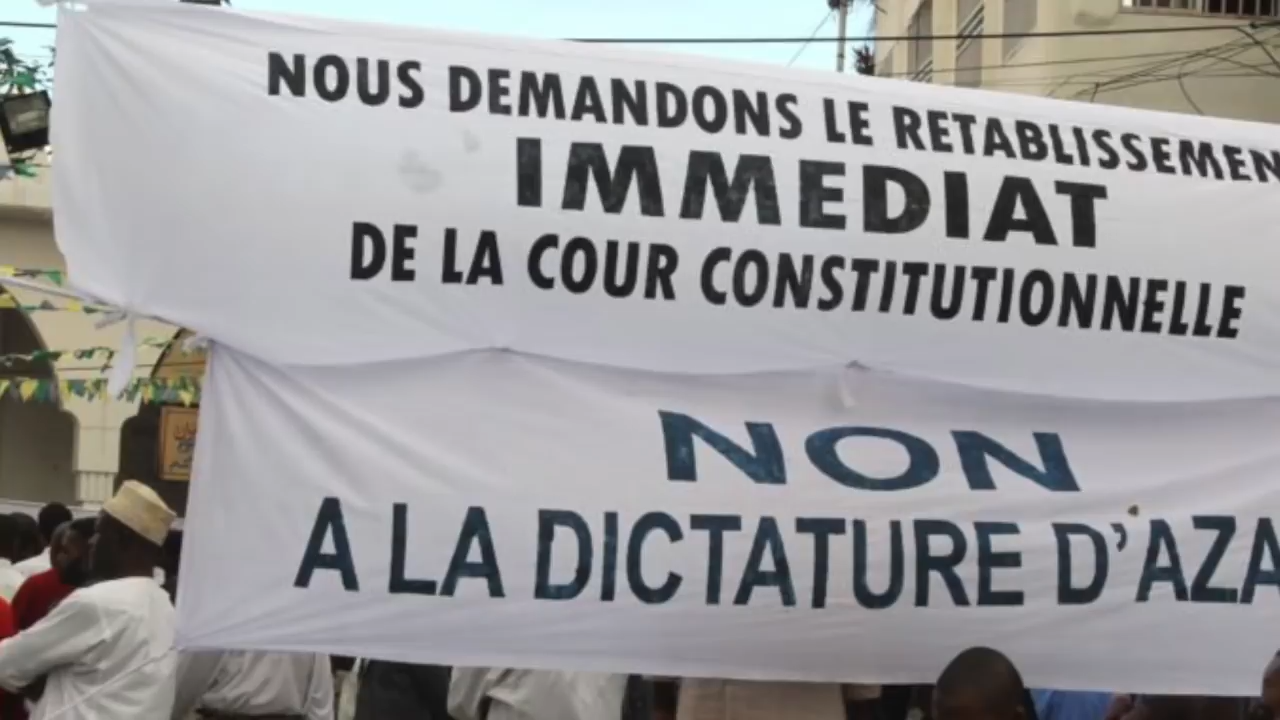 NOUS DEMANDONS LE RETABLISSEMEN
IMMEDIAT
DE LA COUR CONSTITUTIONNELLE
NON
A LA DICTATURE D'AZA